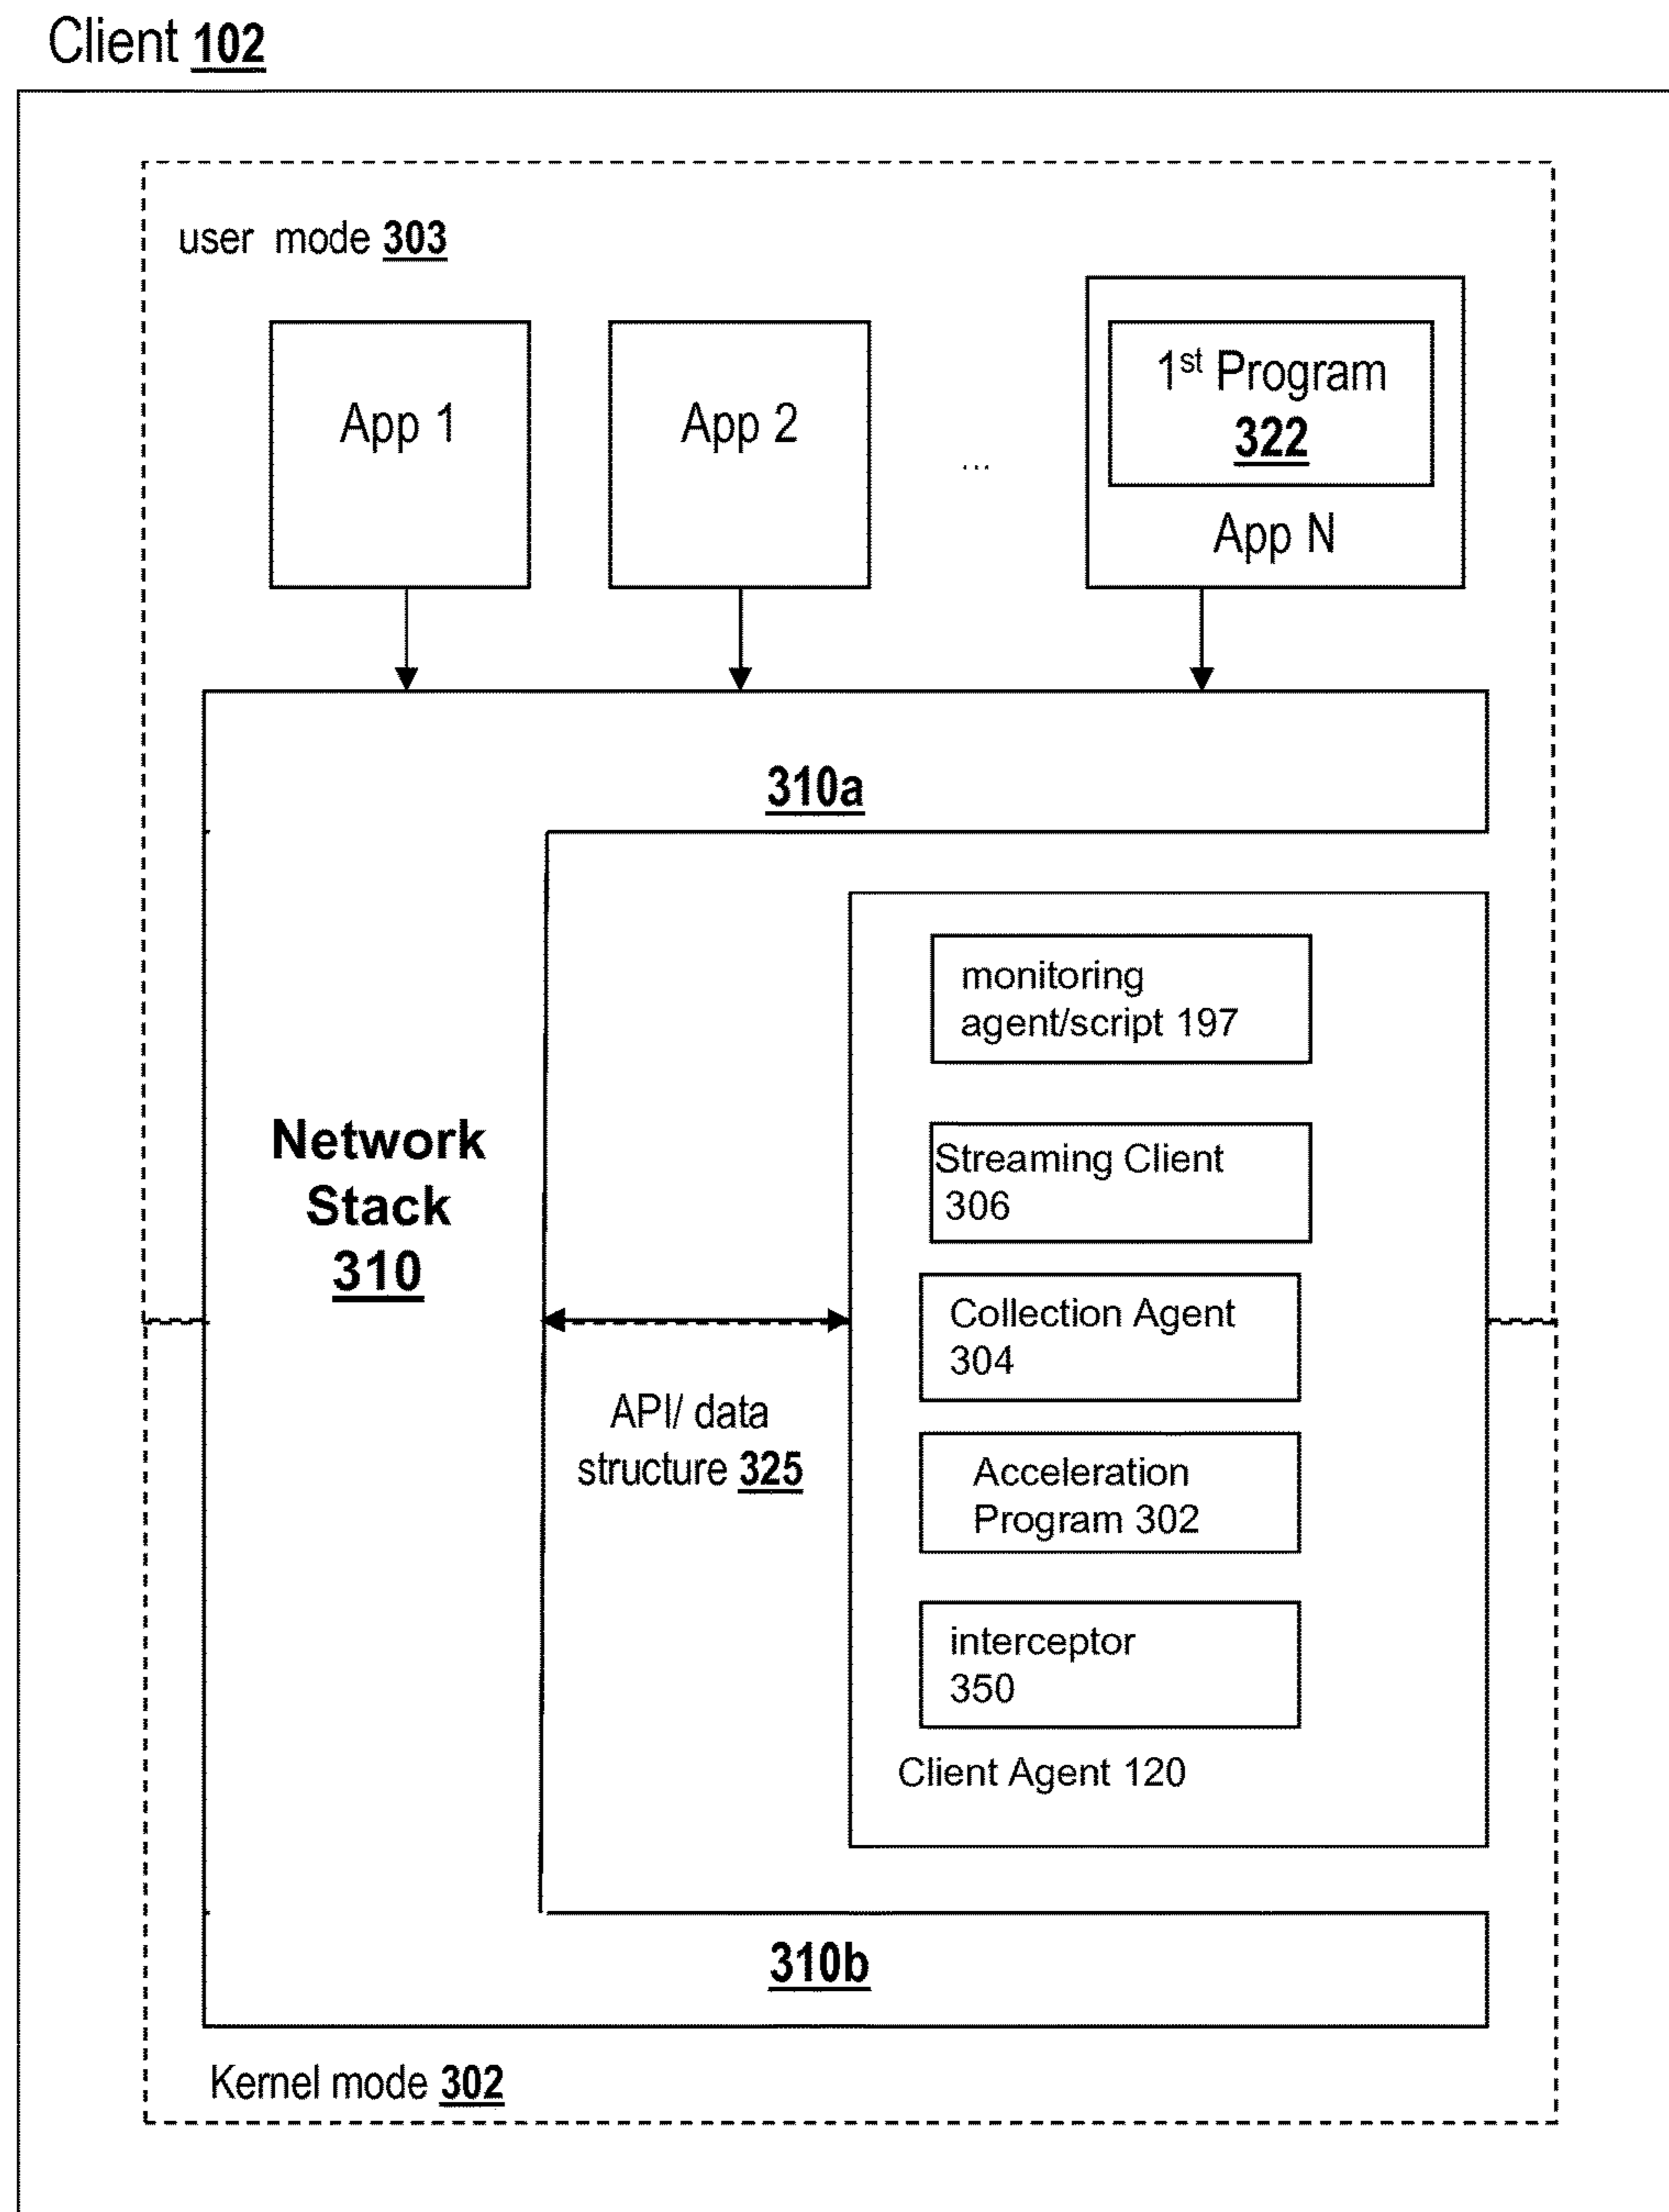 Client 102
user mode 303
App 1
App 2
...
1st Program
322
App N
310a
Network
Stack
310
API/ data
structure 325
monitoring
agent/script 197
Streaming Client
306
Collection Agent
304
Acceleration
Program 302
interceptor
350
Client Agent 120
310b
Kernel mode 302